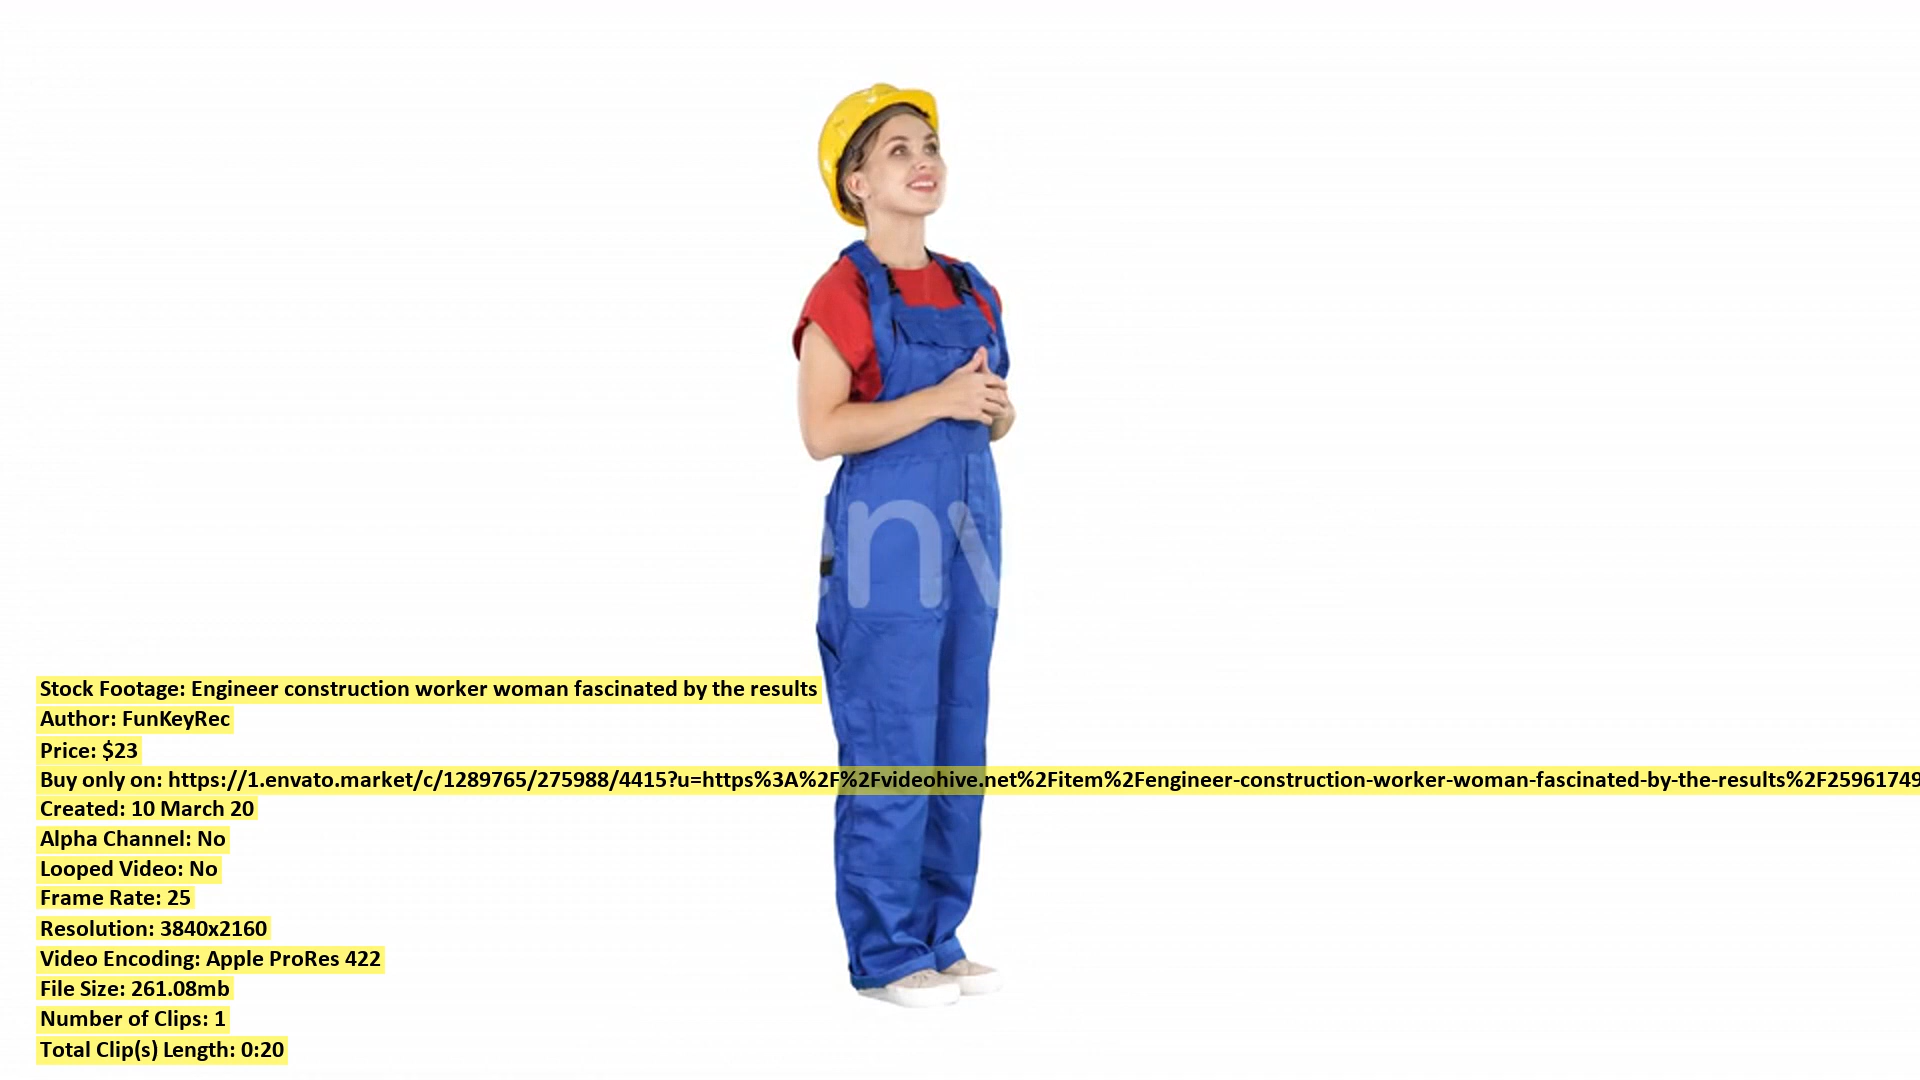 env
Stock Footage: Engineer construction worker woman fascinated by the results
Author: FunKeyRec
Price: $23
Buy only on: https://1.envato.market/c/1289765/275988/4415?u=https%3A%2F%2Fvideohive.net%2Fitem%2Fengineer-construction-worker-woman-fascinated-by-the-results%2F25961749
Created: 10 March 20
Alpha Channel: No
Looped Video: No
Frame Rate: 25
Resolution: 3840x2160
Video Encoding: Apple ProRes 422
File Size: 261.08mb
Number of Clips: 1
Total Clip(s) Length: 0:20